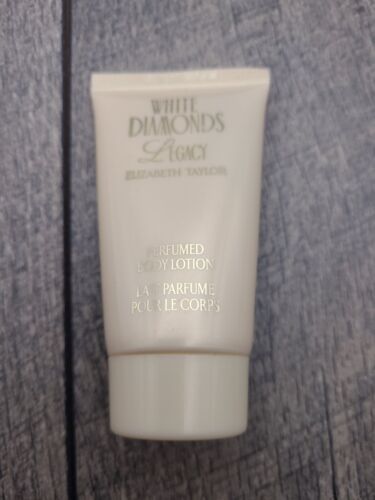 WHITE
DIAMONDS
LEGACY
ELIZABETH TAYLOR
PERFUMED
BODY LOTION
LAIT PARFUME
POUR LE CORPS